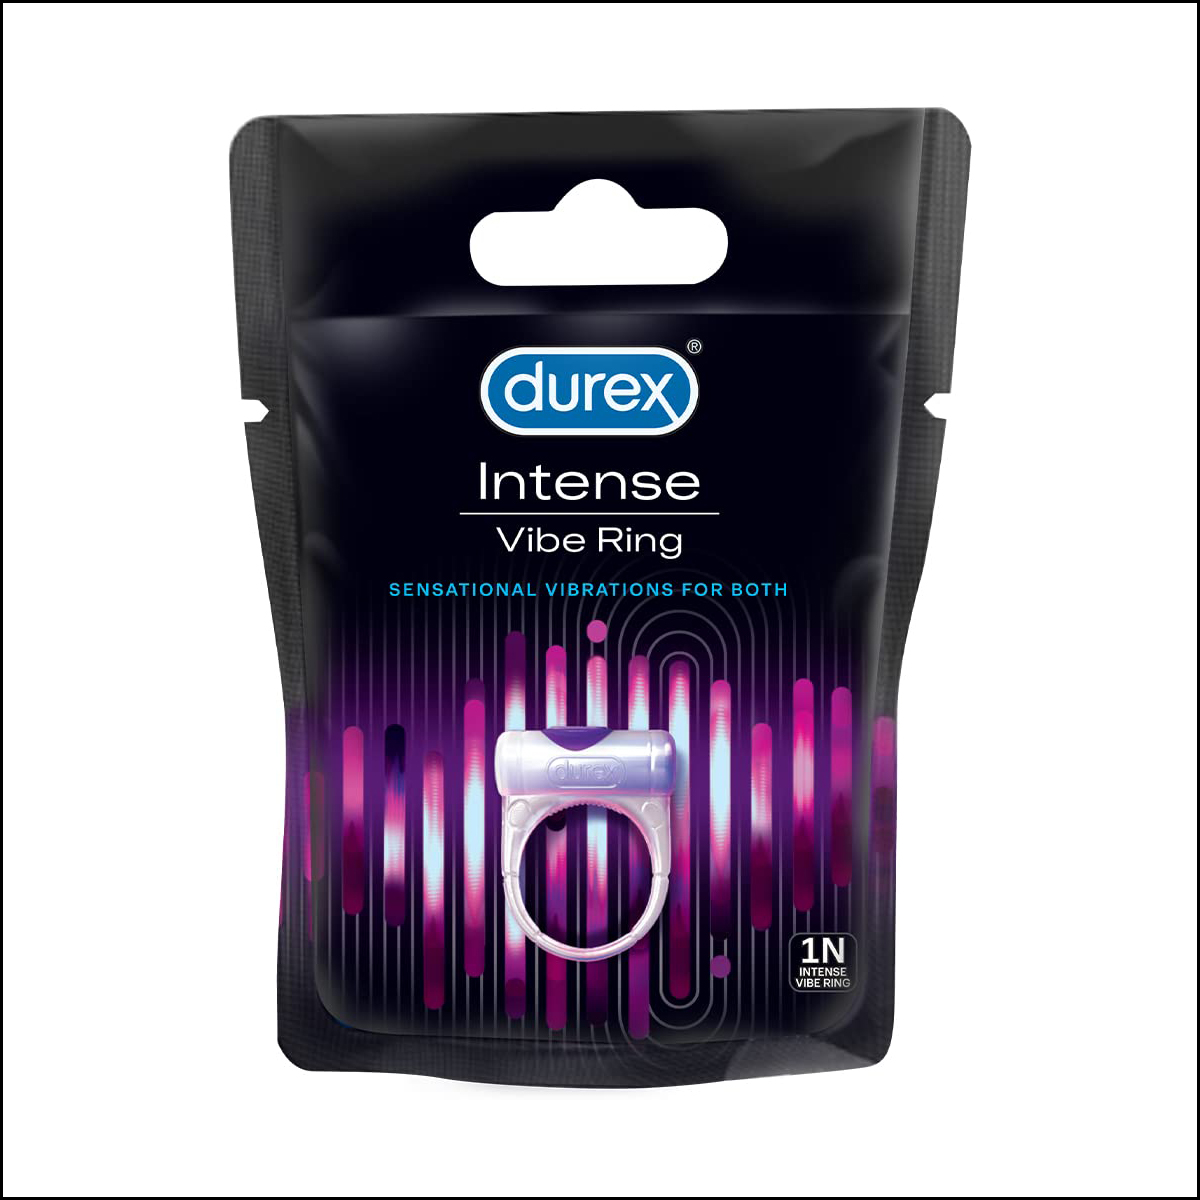 durex®
Intense
Vibe Ring
SENSATIONAL VIBRATIONS FOR BOTH
durex
1N
INTENSE
VIBE RING